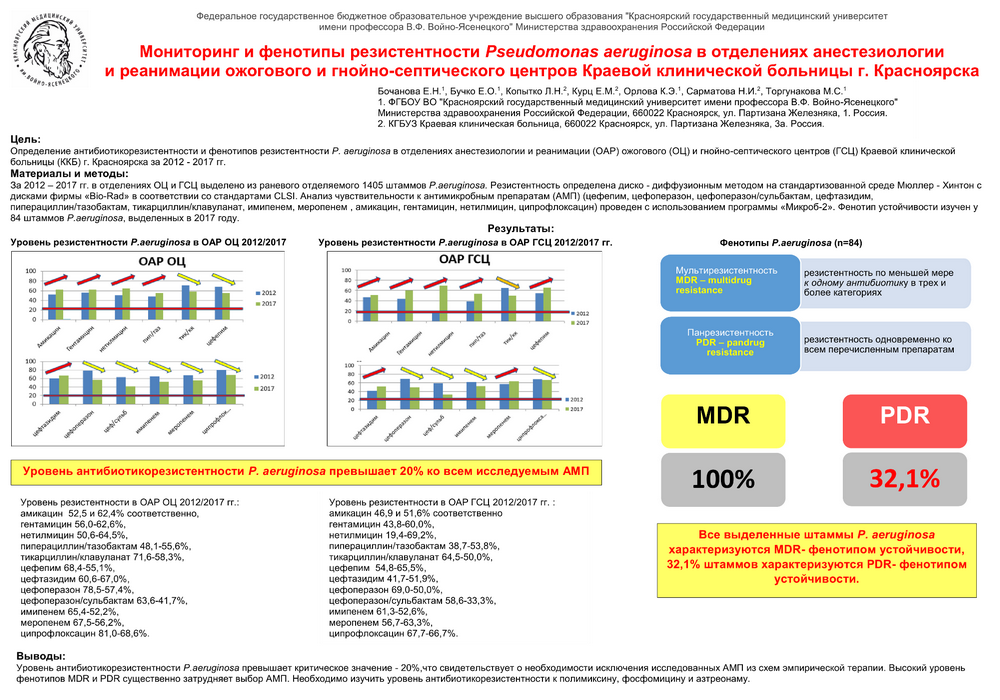 Федеральное государственное бюджетное образовательное учреждение высшего образования "Красноярский государственный медицинский университет
имени профессора В.Ф. Войно-Ясенецкого" Министерства здравоохранения Российской Федерации
Мониторинг и фенотипы резистентности Pseudomonas aeruginosa в отделениях анестезиологии
и реанимации ожогового и гнойно-септического центров Краевой клинической больницы г. Красноярска
Бочанова Е.Н.¹, Бучко Е.О.¹, Копытко Л.Н.², Курц Е.М.², Орлова К.Э.¹, Сарматова Н.И.², Торгунакова М.С.¹
1. ФГБОУ ВО "Красноярский государственный медицинский университет имени профессора В.Ф. Войно-Ясенецкого"
Министерства здравоохранения Российской Федерации, 660022 Красноярск, ул. Партизана Железняка, 1. Россия.
2. КГБУЗ Краевая клиническая больница, 660022 Красноярск, ул. Партизана Железняка, 3а. Россия.
Цель:
Определение антибиотикорезистентности и фенотипов резистентности P. aeruginosa в отделениях анестезиологии и реанимации (ОАР) ожогового (ОЦ) и гнойно-септического центров (ГСЦ) Краевой клинической
больницы (ККБ) г. Красноярска за 2012 - 2017 гг.
Материалы и методы:
За 2012 – 2017 гг. в отделениях ОЦ и ГСЦ выделено из раневого отделяемого 1405 штаммов P.aeruginosa. Резистентность определена диско - диффузионным методом на стандартизованной среде Мюллер - Хинтон с
дисками фирмы «Bio-Rad» в соответствии со стандартами CLSI. Анализ чувствительности к антимикробным препаратам (АМП) (цефепим, цефоперазон, цефоперазон/сульбактам, цефтазидим,
пиперациллин/тазобактам, тикарциллин/клавуланат, имипенем, меропенем , амикацин, гентамицин, нетилмицин, ципрофлоксацин) проведен с использованием программы «Микроб-2». Фенотип устойчивости изучен у
84 штаммов P.aeruginosa, выделенных в 2017 году.
Результаты:
Уровень резистентности P.aeruginosa в ОАР ОЦ 2012/2017
ОАР ОЦ
100
80
60
40
20
0
Амикацин
Гентамицин
нетилмицин
пип/таз
тик/кк
цефепим
2012
2017
100
80
60
40
20
0
цефтазидим
цефоперазон
цеф/сульб
имипенем
меропенем
ципрофлок...
2012
2017
Уровень резистентности P.aeruginosa в ОАР ГСЦ 2012/2017 гг.
ОАР ГСЦ
100
80
60
40
20
0
Амикацин
Гентамицин
нетилмицин
пип/таз
тик/кк
цефепим
2012
2017
100
80
60
40
20
0
цефтазидим
цефоперазон
цеф/сульб
имипенем
меропенем
ципрофлокса...
2012
2017
Фенотипы P.aeruginosa (n=84)
Мультирезистентность
MDR – multidrug
resistance
резистентность по меньшей мере
к одному антибиотику в трех и
более категориях
Панрезистентность
PDR – pandrug
resistance
резистентность одновременно ко
всем перечисленным препаратам
MDR
PDR
100%
32,1%
Уровень антибиотикорезистентности P. aeruginosa превышает 20% ко всем исследуемым АМП
Уровень резистентности в ОАР ОЦ 2012/2017 гг.:
амикацин 52,5 и 62,4% соответственно,
гентамицин 56,0-62,6%,
нетилмицин 50,6-64,5%,
пиперациллин/тазобактам 48,1-55,6%,
тикарциллин/клавуланат 71,6-58,3%,
цефепим 68,4-55,1%,
цефтазидим 60,6-67,0%,
цефоперазон 78,5-57,4%,
цефоперазон/сульбактам 63,6-41,7%,
имипенем 65,4-52,2%,
меропенем 67,5-56,2%,
ципрофлоксацин 81,0-68,6%.
Уровень резистентности в ОАР ГСЦ 2012/2017 гг. :
амикацин 46,9 и 51,6% соответственно
гентамицин 43,8-60,0%,
нетилмицин 19,4-69,2%,
пиперациллин/тазобактам 38,7-53,8%,
тикарциллин/клавуланат 64,5-50,0%,
цефепим 54,8-65,5%,
цефтазидим 41,7-51,9%,
цефоперазон 69,0-50,0%,
цефоперазон/сульбактам 58,6-33,3%,
имипенем 61,3-52,6%,
меропенем 56,7-63,3%,
ципрофлоксацин 67,7-66,7%.
Все выделенные штаммы P. aeruginosa
характеризуются MDR- фенотипом устойчивости,
32,1% штаммов характеризуются PDR- фенотипом
устойчивости.
Выводы:
Уровень антибиотикорезистентности P.aeruginosa превышает критическое значение - 20%,что свидетельствует о необходимости исключения исследованных АМП из схем эмпирической терапии. Высокий уровень
фенотипов MDR и PDR существенно затрудняет выбор АМП. Необходимо изучить уровень антибиотикорезистентности к полимиксину, фосфомицину и азтреонаму.